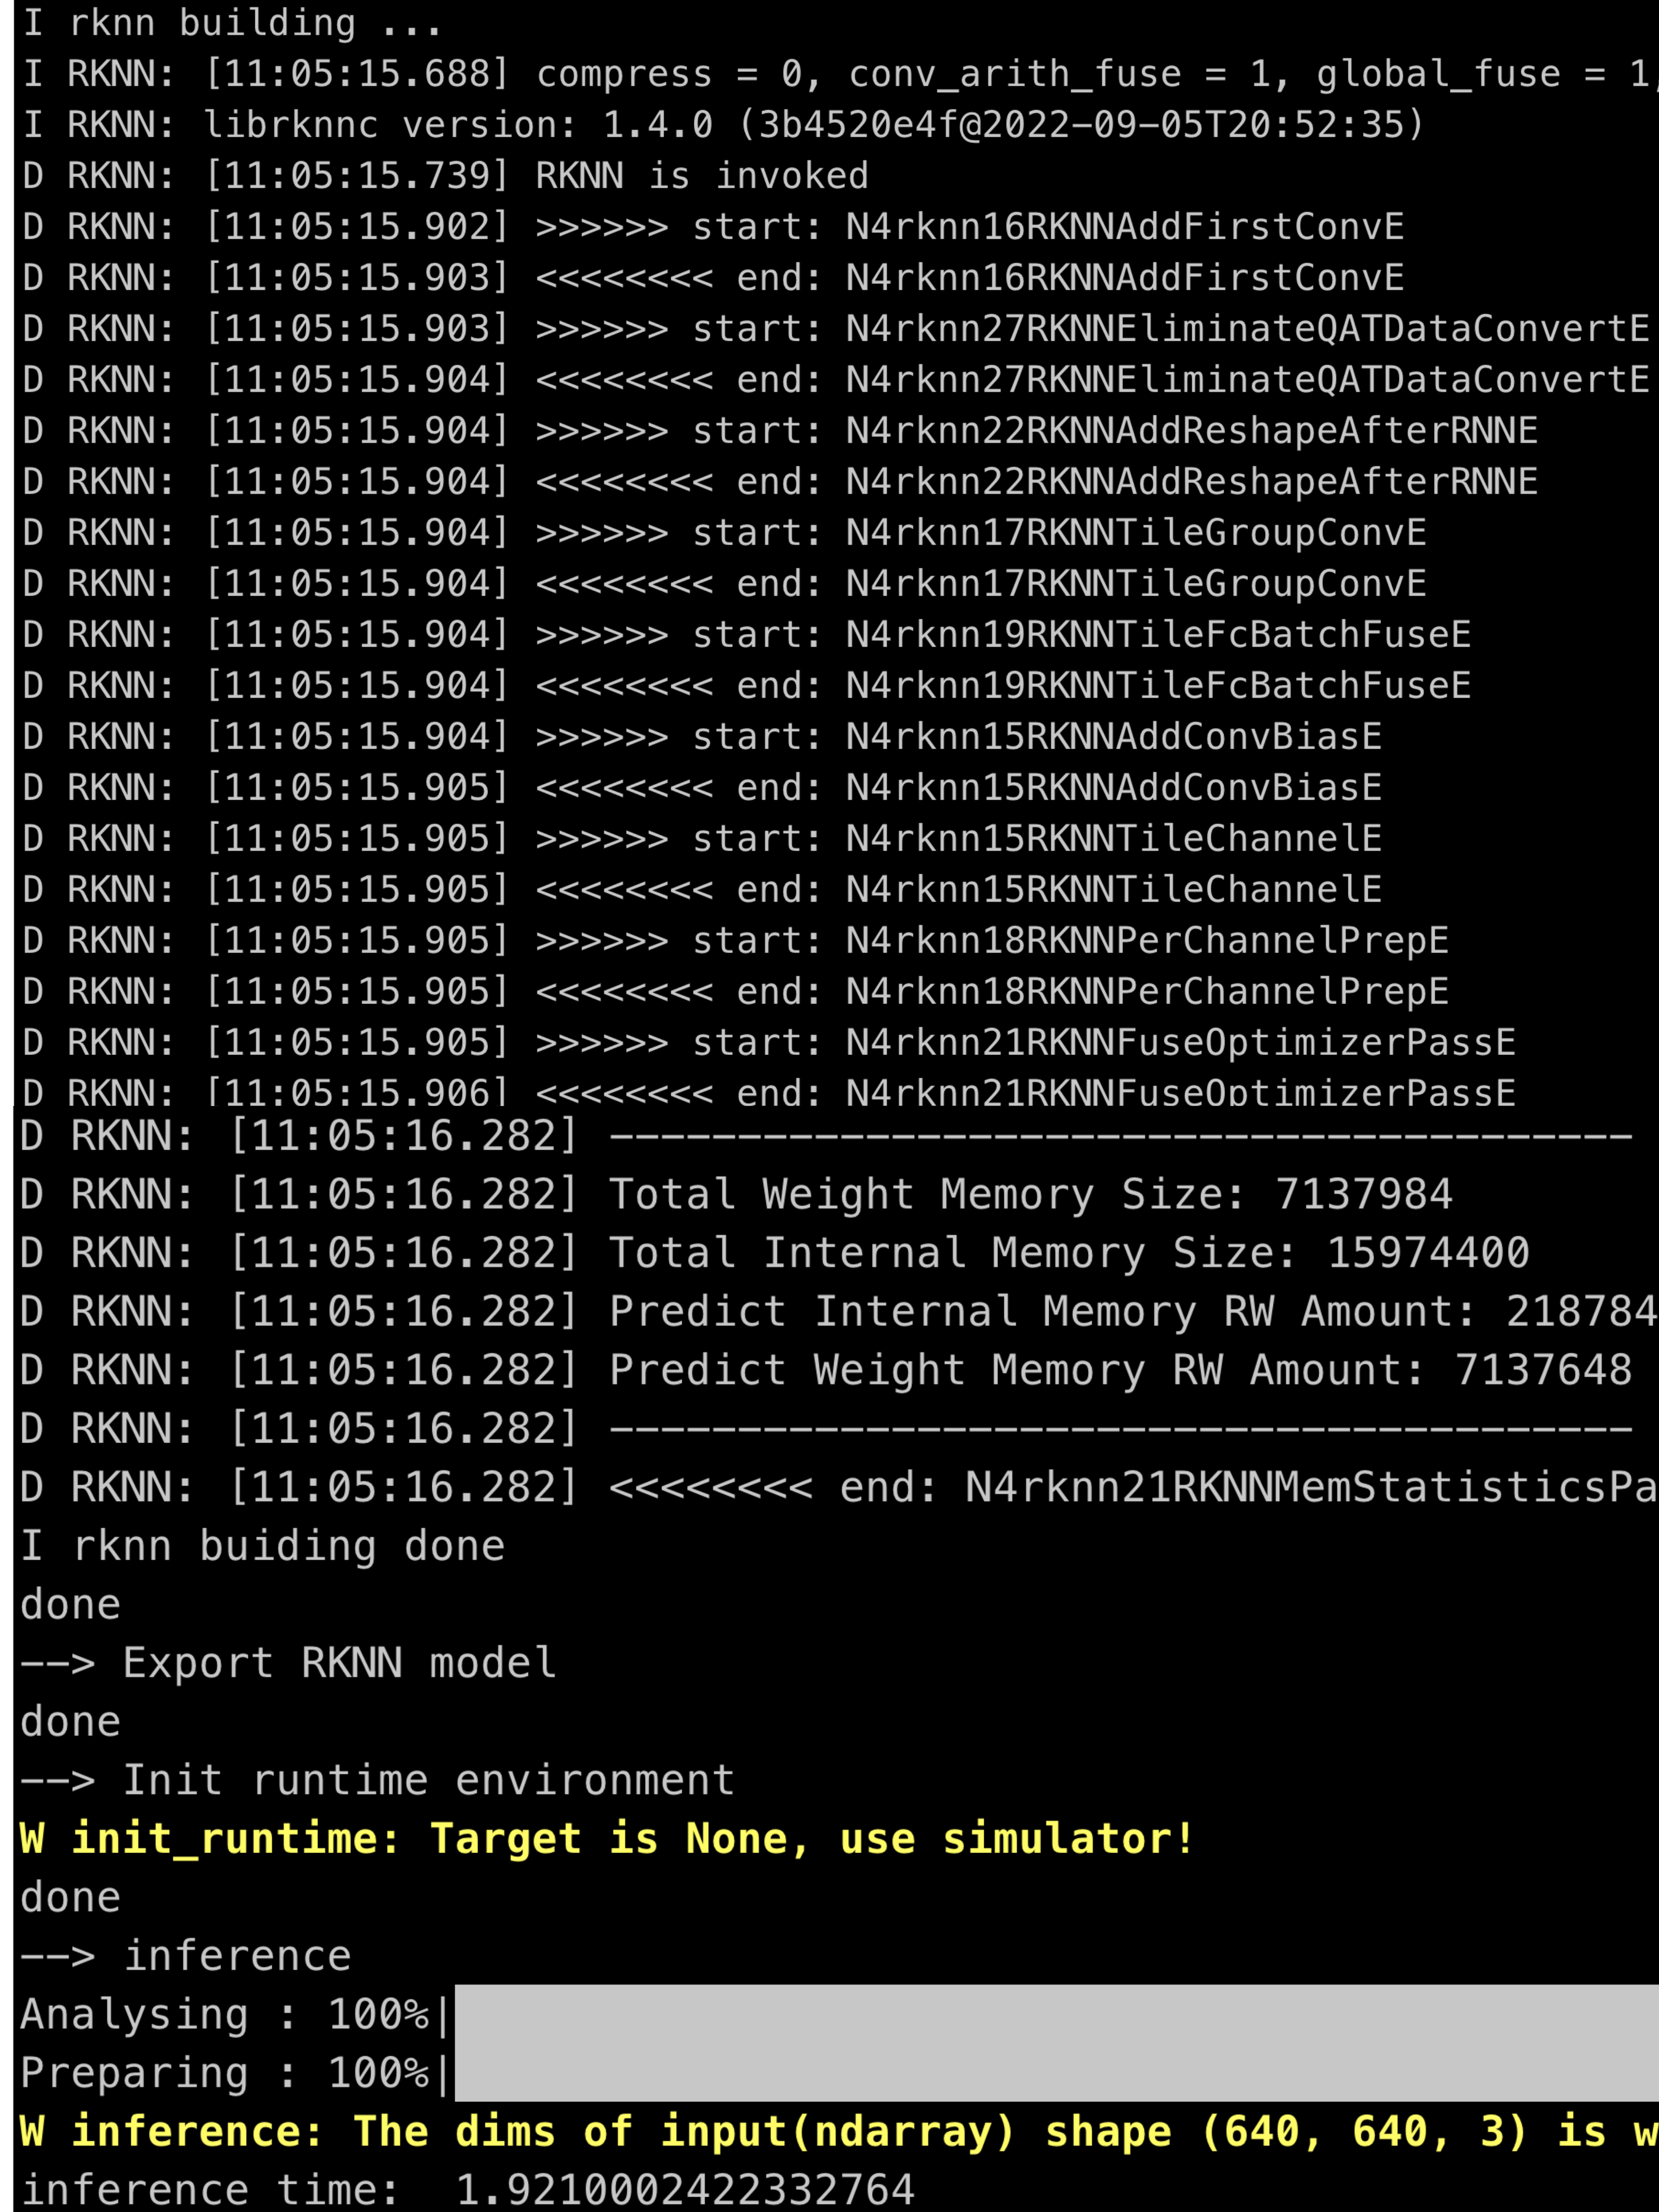 I rknn building ...
I RKNN: [11:05:15.688] compress = 0, conv_arith_fuse = 1, global_fuse = 1,
I RKNN: librknnc version: 1.4.0 (3b4520e4f@2022-09-05T20:52:35)
D RKNN: [11:05:15.739] RKNN is invoked
D RKNN: [11:05:15.902] >>>>>> start: N4rknn16RKNNAddFirstConvE
D RKNN: [11:05:15.903] <<<<<<<< end: N4rknn16RKNNAddFirstConvE
D RKNN: [11:05:15.903] >>>>>> start: N4rknn27RKNNEliminateQATDataConvertE
D RKNN: [11:05:15.904] <<<<<<<< end: N4rknn27RKNNEliminateQATDataConvertE
D RKNN: [11:05:15.904] >>>>>> start: N4rknn22RKNNAddReshapeAfterRNNE
D RKNN: [11:05:15.904] <<<<<<<< end: N4rknn22RKNNAddReshapeAfterRNNE
D RKNN: [11:05:15.904] >>>>>> start: N4rknn17RKNNTileGroupConvE
D RKNN: [11:05:15.904] <<<<<<<< end: N4rknn17RKNNTileGroupConvE
D RKNN: [11:05:15.904] >>>>>> start: N4rknn19RKNNTileFcBatchFuseE
D RKNN: [11:05:15.904] <<<<<<<< end: N4rknn19RKNNTileFcBatchFuseE
D RKNN: [11:05:15.904] >>>>>> start: N4rknn15RKNNAddConvBiasE
D RKNN: [11:05:15.905] <<<<<<<< end: N4rknn15RKNNAddConvBiasE
D RKNN: [11:05:15.905] >>>>>> start: N4rknn15RKNNTileChannelE
D RKNN: [11:05:15.905] <<<<<<<< end: N4rknn15RKNNTileChannelE
D RKNN: [11:05:15.905] >>>>>> start: N4rknn18RKNNPerChannelPrepE
D RKNN: [11:05:15.905] <<<<<<<< end: N4rknn18RKNNPerChannelPrepE
D RKNN: [11:05:15.905] >>>>>> start: N4rknn21RKNNFuseOptimizerPassE
D RKNN: [11:05:15.906] <<<<<<<< end: N4rknn21RKNNFuseOptimizerPassE
D RKNN: [11:05:16.282] ----------------------------------------
D RKNN: [11:05:16.282] Total Weight Memory Size: 7137984
D RKNN: [11:05:16.282] Total Internal Memory Size: 15974400
D RKNN: [11:05:16.282] Predict Internal Memory RW Amount: 218784
D RKNN: [11:05:16.282] Predict Weight Memory RW Amount: 7137648
D RKNN: [11:05:16.282] ----------------------------------------
D RKNN: [11:05:16.282] <<<<<<<< end: N4rknn21RKNNMemStatisticsPa
I rknn buiding done
done
--> Export RKNN model
done
--> Init runtime environment
W init_runtime: Target is None, use simulator!
done
--> inference
Analysing : 100%|
Preparing : 100%|
W inference: The dims of input(ndarray) shape (640, 640, 3) is w
inference time:  1.92100024223327​64